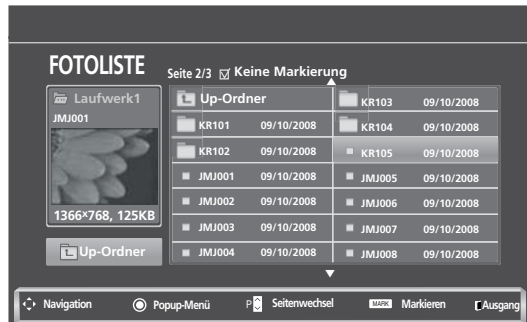 FOTOLISTE
Seite 2/3 Keine Markierung
Laufwerk1
JMJ001
1366×768, 125KB
Up-Ordner
Up-Ordner
KR101 09/10/2008
KR102 09/10/2008
JMJ001 09/10/2008
JMJ002 09/10/2008
JMJ003 09/10/2008
JMJ004 09/10/2008
KR103 09/10/2008
KR104 09/10/2008
KR105 09/10/2008
JMJ005 09/10/2008
JMJ006 09/10/2008
JMJ007 09/10/2008
JMJ008 09/10/2008
Navigation Popup-Menü P Seitenwechsel MARK Markieren Ausgang